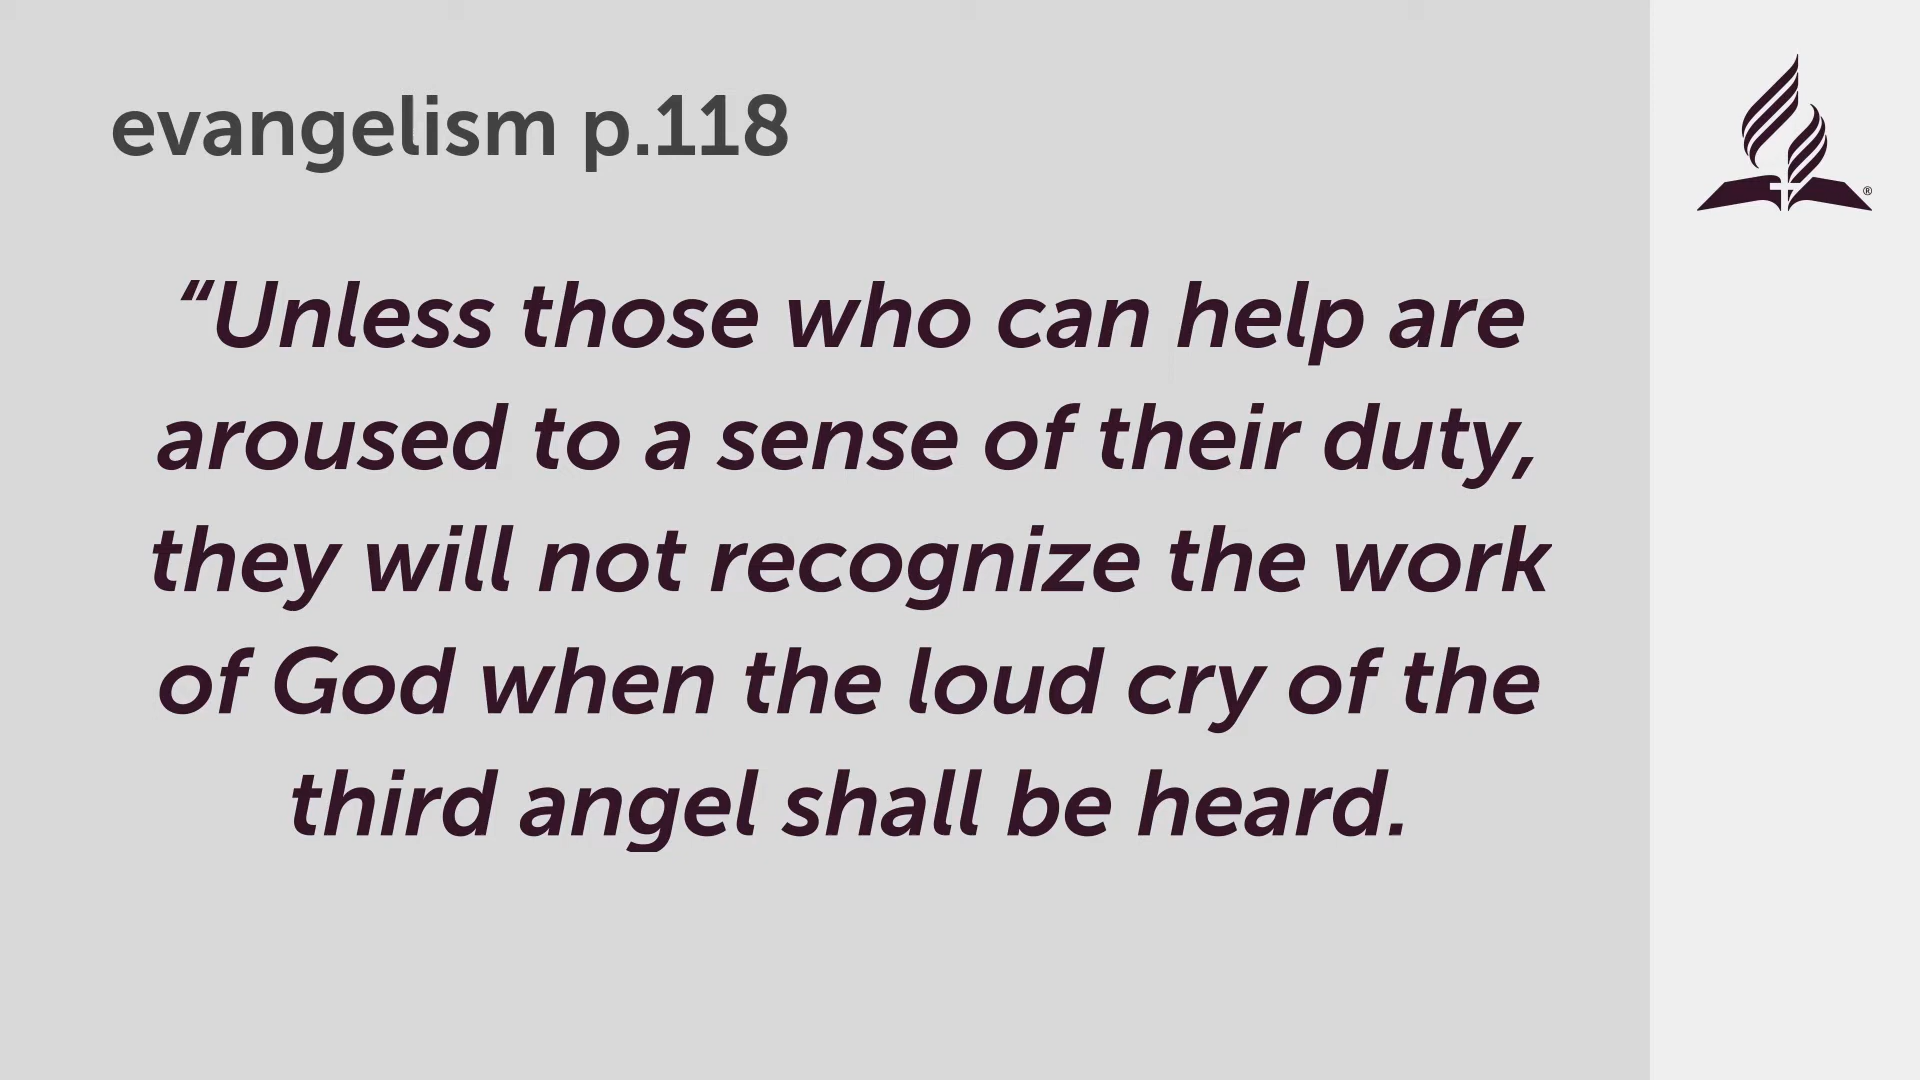 evangelism p.118
“Unless those who can help are
aroused to a sense of their duty,
they will not recognize the work
of God when the loud cry of the
third angel shall be heard.
®